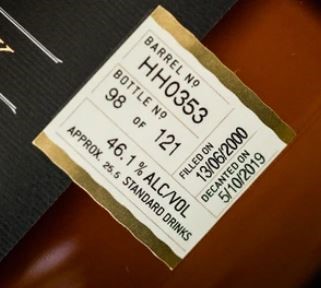 BARREL Nº
HH0353
BOTTLE Nº
98 OF 121
FILLED ON
13/06/2000
DECANTED ON
5/10/2019
46.1% ALC/VOL
APPROX. 25.5 STANDARD DRINKS